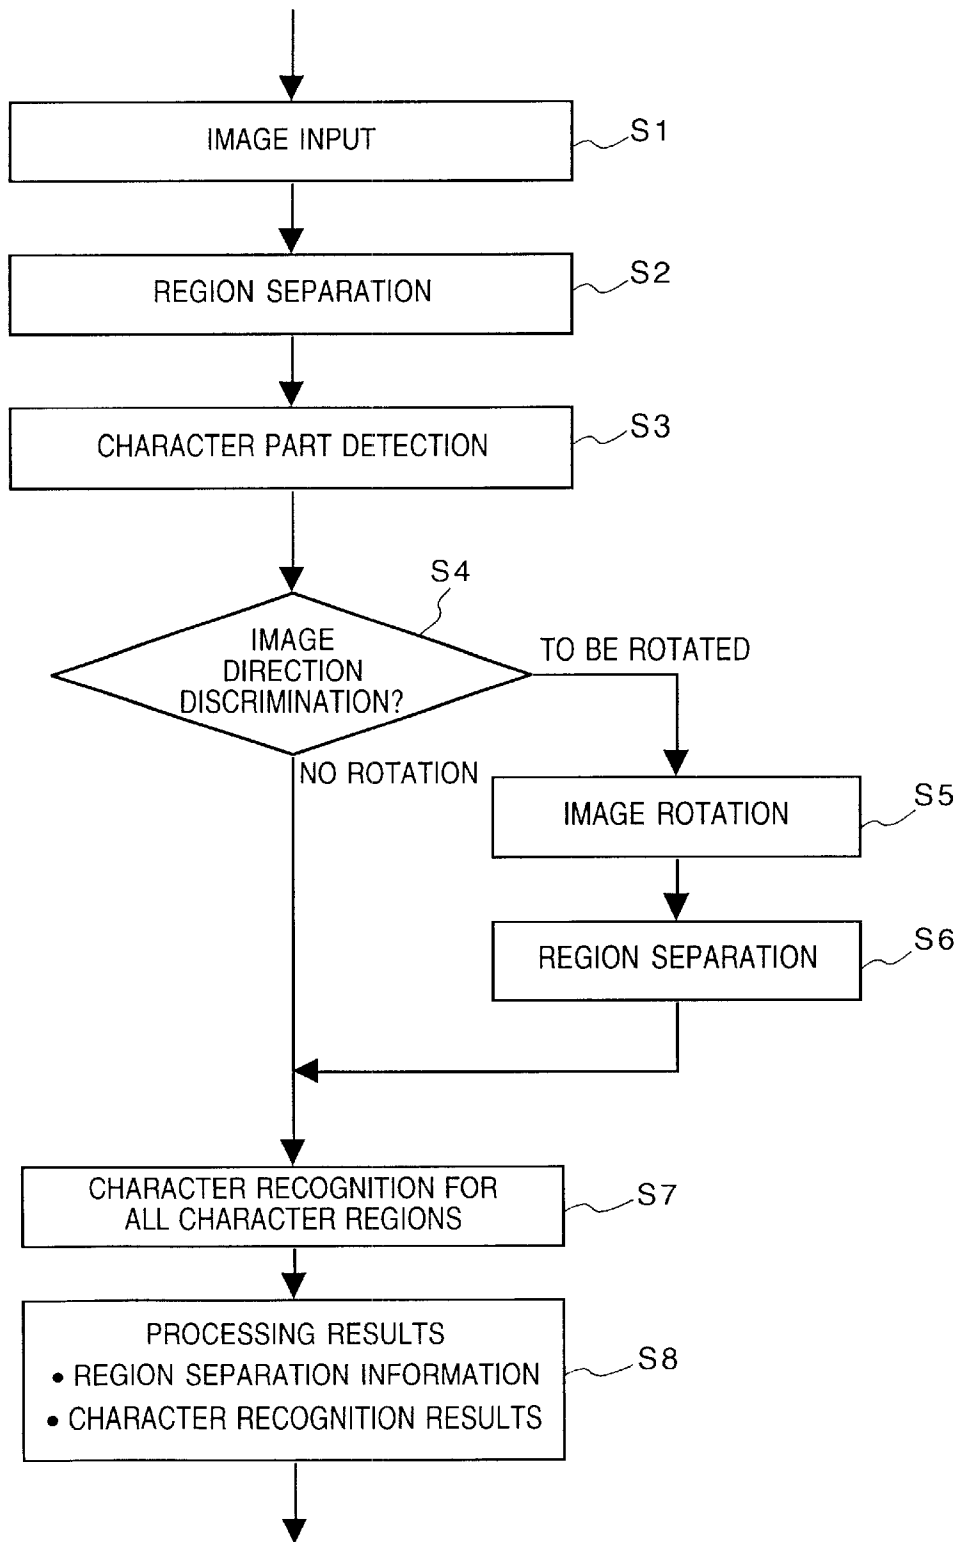 IMAGE INPUT
S1
REGION SEPARATION
S2
CHARACTER PART DETECTION
S3
S4
IMAGE
DIRECTION
DISCRIMINATION?
TO BE ROTATED
NO ROTATION
IMAGE ROTATION
S5
REGION SEPARATION
S6
CHARACTER RECOGNITION FOR
ALL CHARACTER REGIONS
S7
PROCESSING RESULTS
• REGION SEPARATION INFORMATION
• CHARACTER RECOGNITION RESULTS
S8